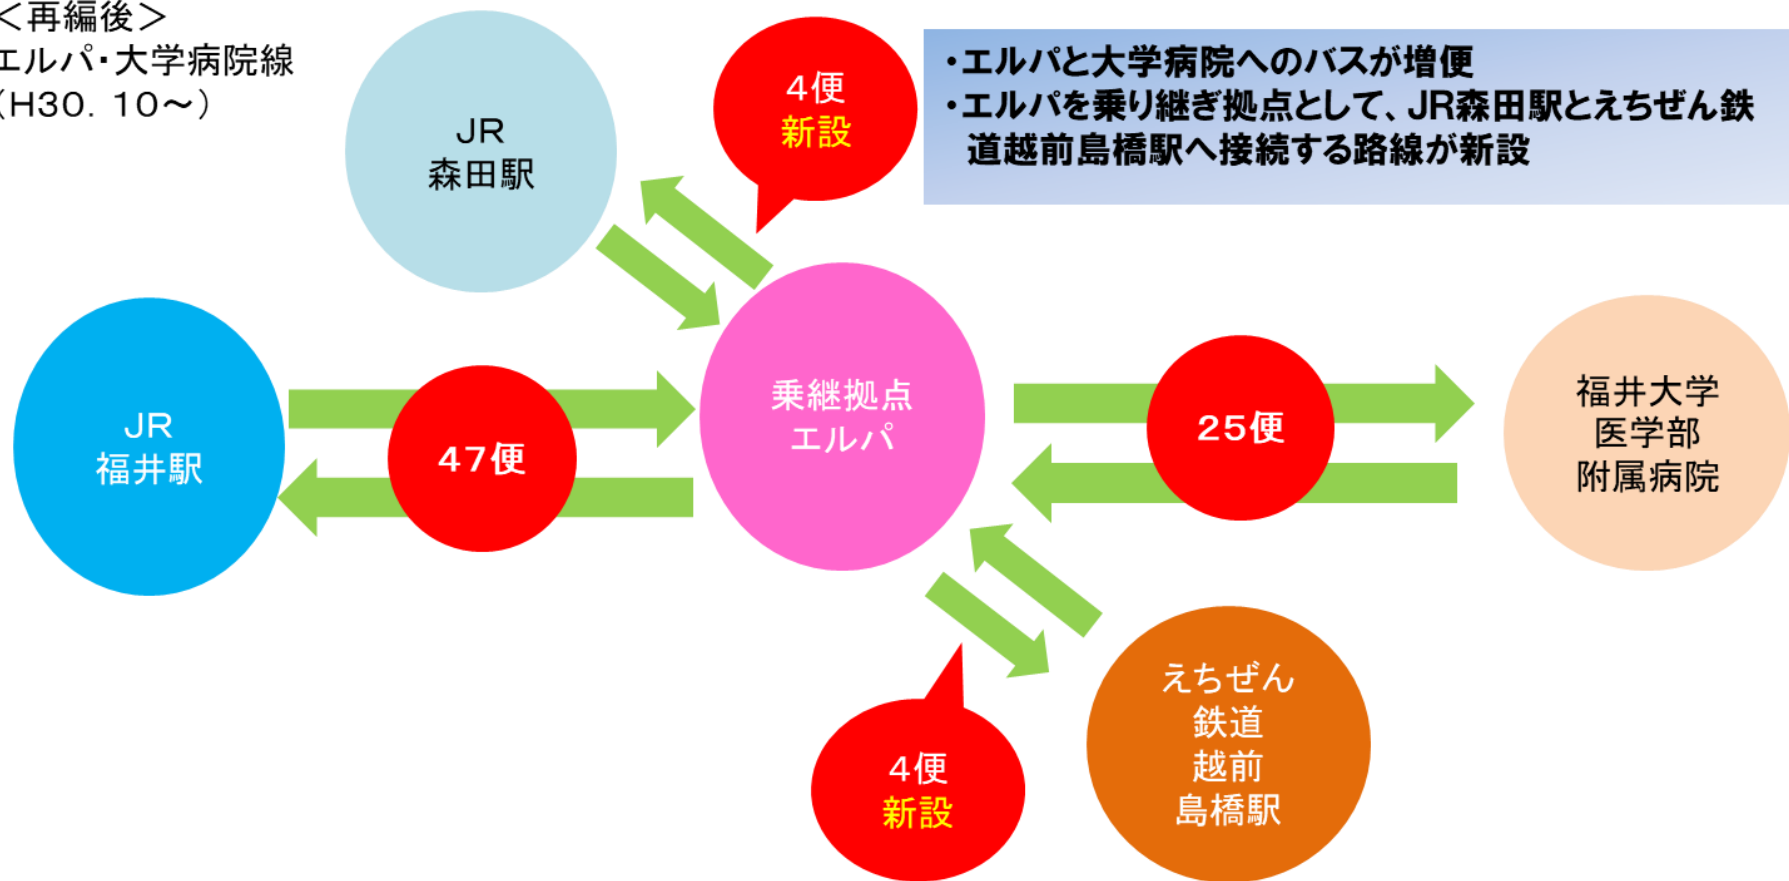 ＜再編後＞
エルパ・大学病院線
（H30．10～）
JR
森田駅
4便
新設
・エルパと大学病院へのバスが増便
・エルパを乗り継ぎ拠点として、JR森田駅とえちぜん鉄
道越前島橋駅へ接続する路線が新設
JR
福井駅
47便
乗継拠点
エルパ
25便
福井大学
医学部
附属病院
4便
新設
えちぜん
鉄道
越前
島橋駅